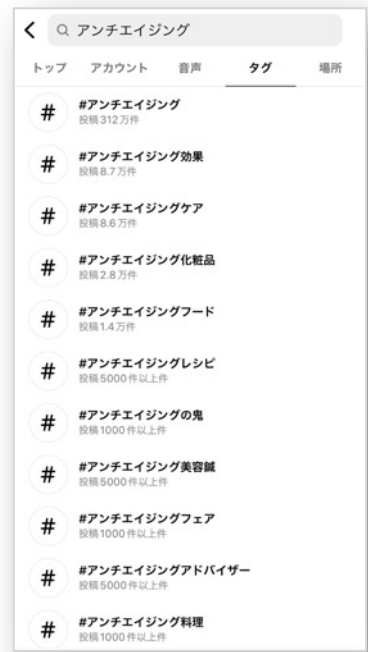 アンチエイジング
トップ アカウント 音声 タグ 場所
# #アンチエイジング
投稿312万件
# #アンチエイジング効果
投稿8.7万件
# #アンチエイジングケア
投稿8.6万件
# #アンチエイジング化粧品
投稿2.8万件
# #アンチエイジングフード
投稿1.4万件
# #アンチエイジングレシピ
投稿5000件以上件
# #アンチエイジングの鬼
投稿1000件以上件
# #アンチエイジング美容鍼
投稿5000件以上件
# #アンチエイジングフェア
投稿1000件以上件
# #アンチエイジングアドバイザー
投稿5000件以上件
# #アンチエイジング料理
投稿1000件以上件